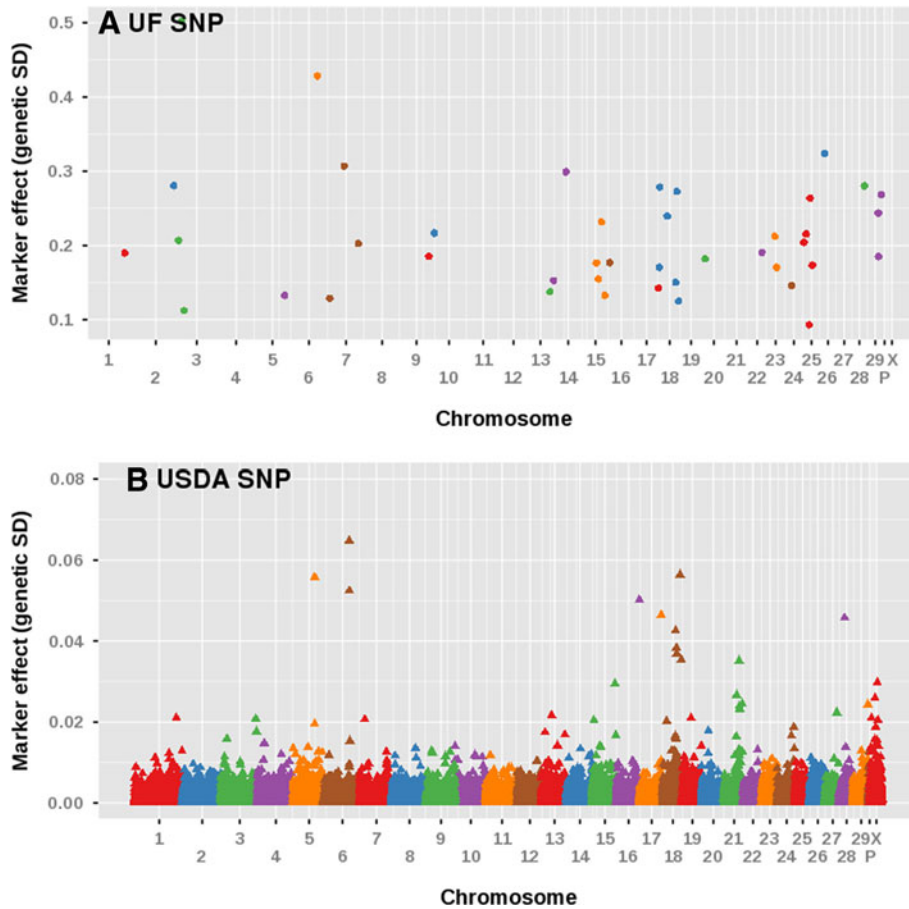 A UF SNP
Marker effect (genetic SD)
0.5
0.4
0.3
0.2
0.1
1 3 5 7 9 11 13 15 17 19 21 23 25 27 29 X
2 4 6 8 10 12 14 16 18 20 22 24 26 28 P
Chromosome
B USDA SNP
Marker effect (genetic SD)
0.08
0.06
0.04
0.02
0.00
1 3 5 7 9 11 13 15 17 19 21 23 25 27 29 X
2 4 6 8 10 12 14 16 18 20 22 24 26 28 P
Chromosome